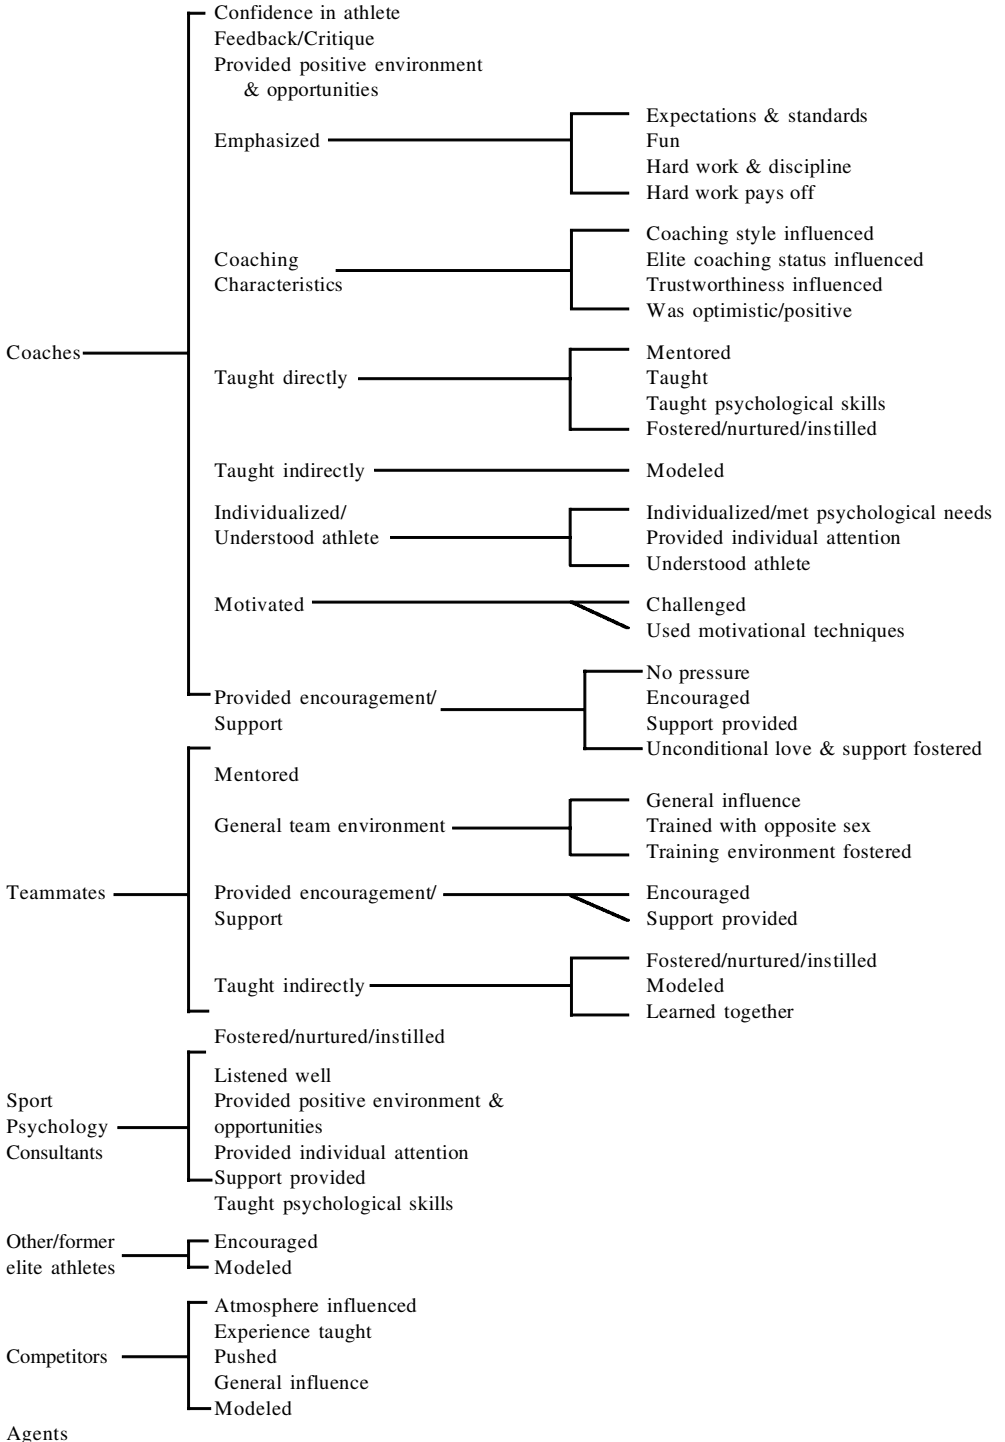 Confidence in athlete
Feedback/Critique
Provided positive environment
& opportunities
Emphasized
Expectations & standards
Fun
Hard work & discipline
Hard work pays off
Coaching
Characteristics
Coaching style influenced
Elite coaching status influenced
Trustworthiness influenced
Was optimistic/positive
Coaches
Taught directly
Mentored
Taught
Taught psychological skills
Fostered/nurtured/instilled
Taught indirectly
Modeled
Individualized/
Understood athlete
Individualized/met psychological needs
Provided individual attention
Understood athlete
Motivated
Challenged
Used motivational techniques
Provided encouragement/
Support
No pressure
Encouraged
Support provided
Unconditional love & support fostered
Mentored
General team environment
General influence
Trained with opposite sex
Training environment fostered
Teammates
Provided encouragement/
Support
Encouraged
Support provided
Taught indirectly
Fostered/nurtured/instilled
Modeled
Learned together
Fostered/nurtured/instilled
Listened well
Sport
Psychology
Consultants
Provided positive environment &
opportunities
Provided individual attention
Support provided
Taught psychological skills
Other/former
elite athletes
Encouraged
Modeled
Atmosphere influenced
Experience taught
Competitors
Pushed
General influence
Modeled
Agents